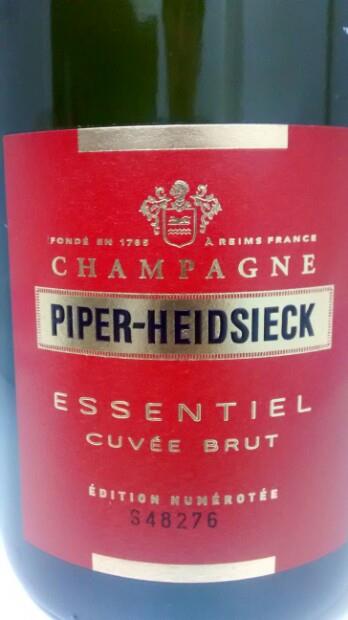 FONDÉ EN 1785 À REIMS FRANCE
CHAMPAGNE
PIPER-HEIDSIECK
ESSENTIEL
CUVÉE BRUT
ÉDITION NUMÉROTÉE
S48276